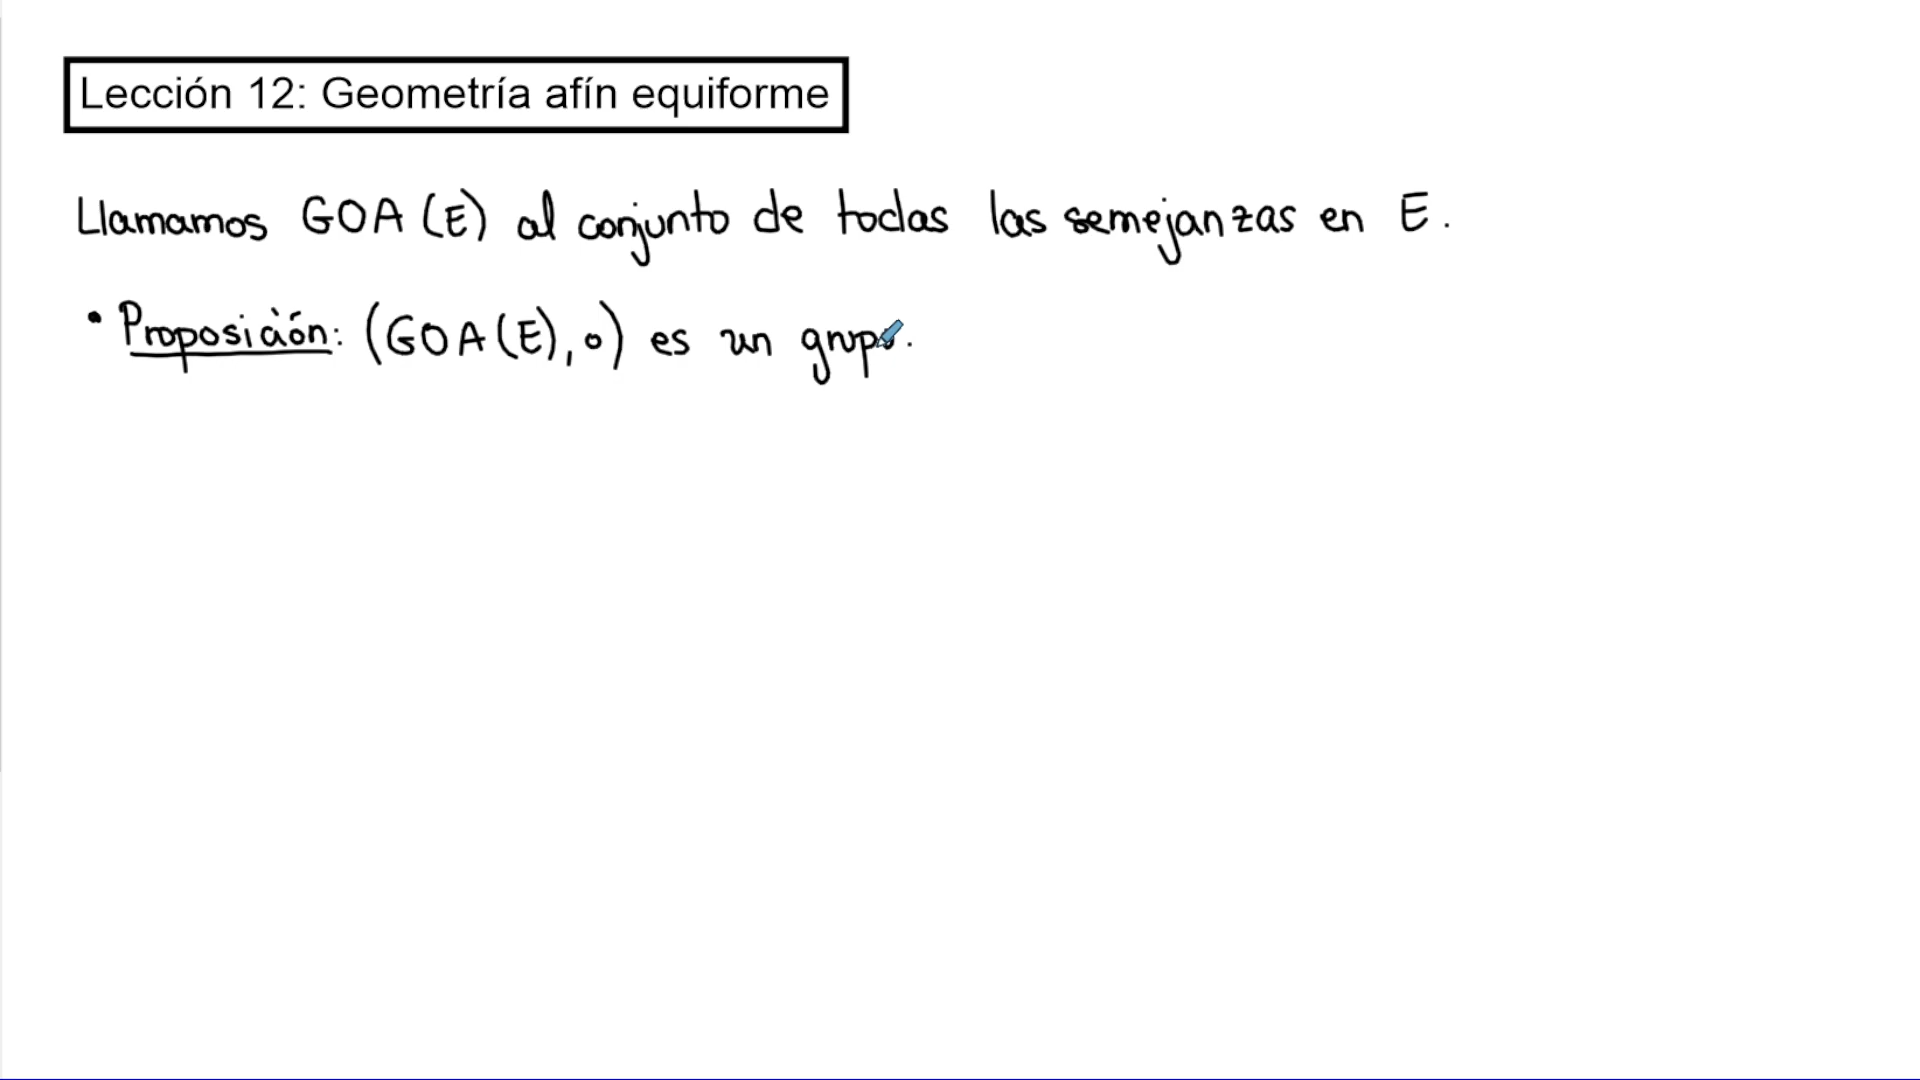 Lección 12: Geometría afín equiforme
Llamamos GOA (E) al conjunto de todas las semejanzas en E.
• Proposición: (GOA(E), ∘) es un grupo.